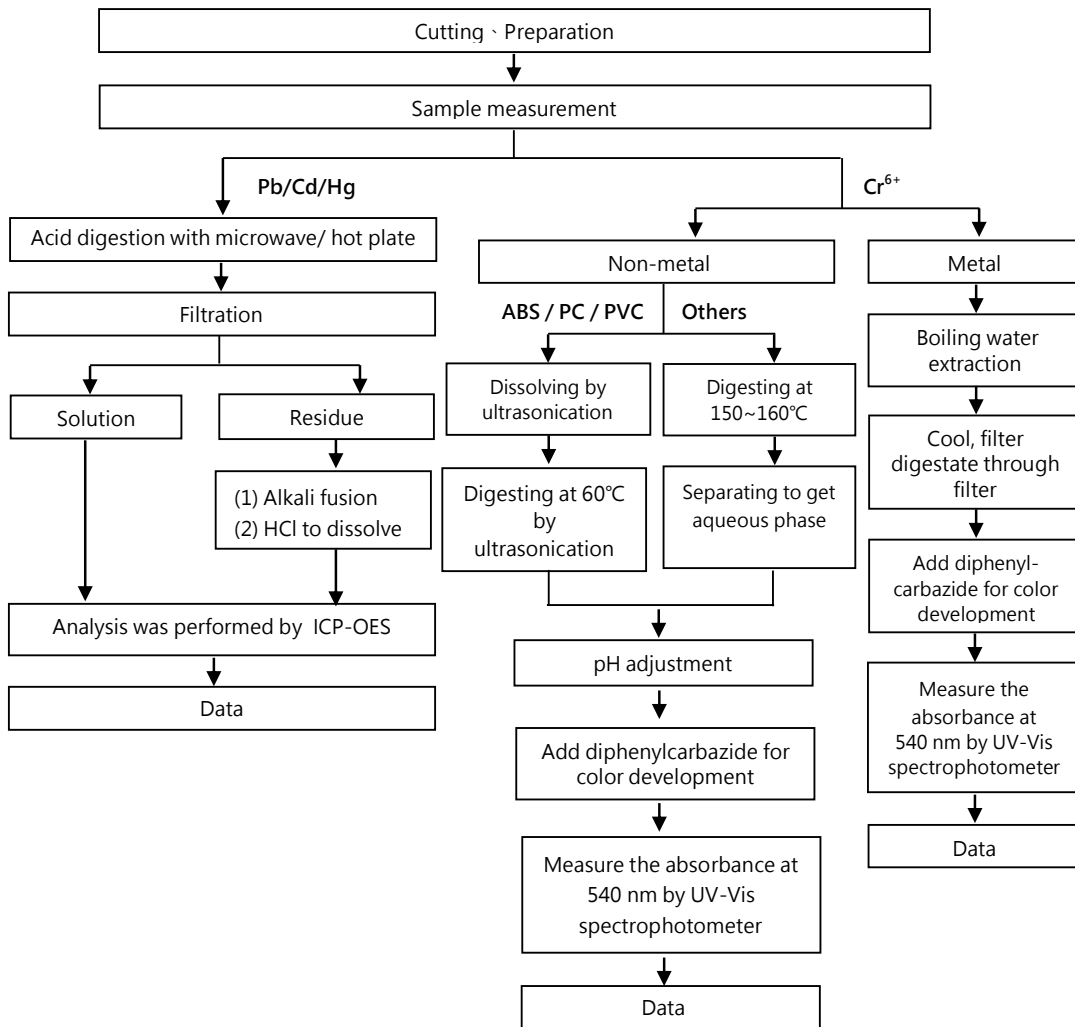 Cutting、Preparation
Sample measurement
Pb/Cd/Hg
Acid digestion with microwave/ hot plate
Filtration
Solution
Residue
(1) Alkali fusion
(2) HCl to dissolve
Analysis was performed by ICP-OES
Data
Cr⁶⁺
Non-metal
ABS / PC / PVC
Others
Dissolving by
ultrasonication
Digesting at 60℃
by
ultrasonication
Digesting at
150~160℃
Separating to get
aqueous phase
pH adjustment
Add diphenylcarbazide for
color development
Measure the absorbance at
540 nm by UV-Vis
spectrophotometer
Data
Metal
Boiling water
extraction
Cool, filter
digestate through
filter
Add diphenyl-
carbazide for color
development
Measure the
absorbance at
540 nm by UV-Vis
spectrophotometer
Data